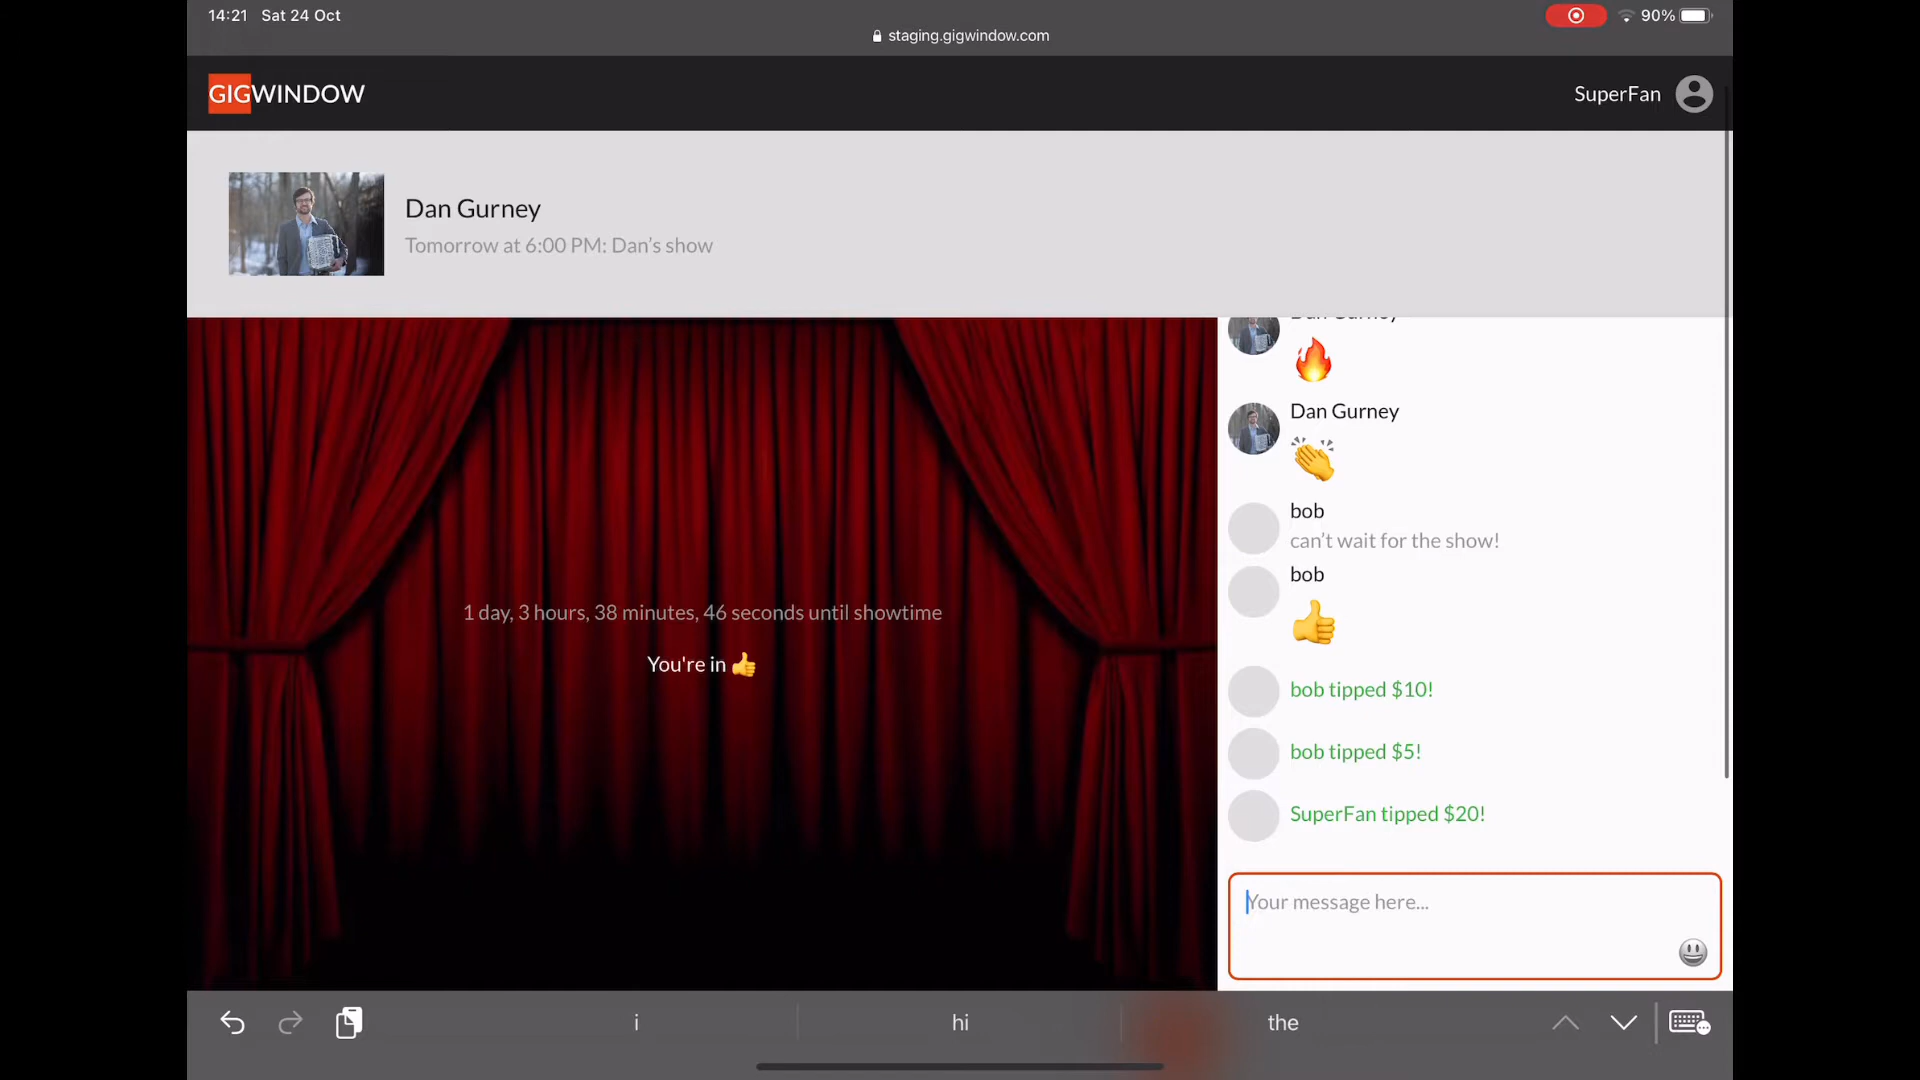 14:21 Sat 24 Oct
90%
staging.gigwindow.com
GIGWINDOW
SuperFan
Dan Gurney
Tomorrow at 6:00 PM: Dan's show
1 day, 3 hours, 38 minutes, 46 seconds until showtime
You're in 👍
Dan Gurney
🔥
Dan Gurney
👏
bob
can't wait for the show!
bob
👍
bob tipped $10!
bob tipped $5!
SuperFan tipped $20!
Your message here...
i
hi
the